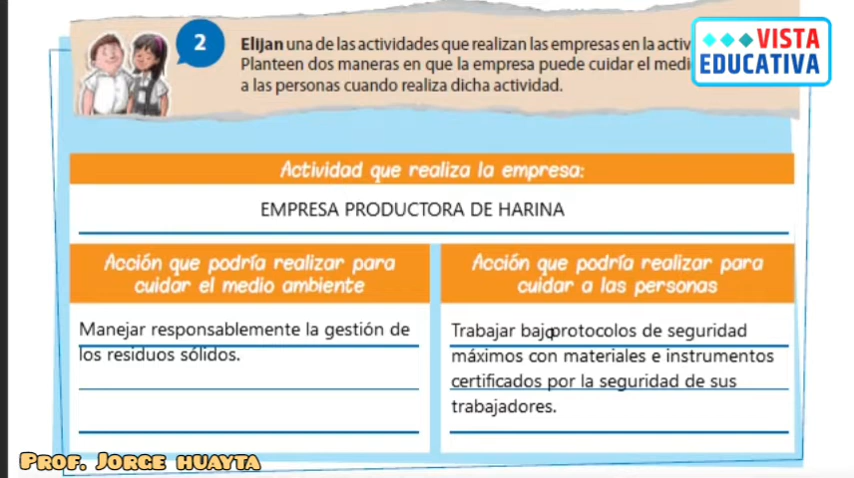 2
Elijan una de las actividades que realizan las empresas en la activ
Planteen dos maneras en que la empresa puede cuidar el medi
a las personas cuando realiza dicha actividad.
VISTA
EDUCATIVA
Actividad que realiza la empresa:
EMPRESA PRODUCTORA DE HARINA
Acción que podría realizar para
cuidar el medio ambiente
Manejar responsablemente la gestión de
los residuos sólidos.
Acción que podría realizar para
cuidar a las personas
Trabajar bajo protocolos de seguridad
máximos con materiales e instrumentos
certificados por la seguridad de sus
trabajadores.
PROF. JORGE HUAYTA